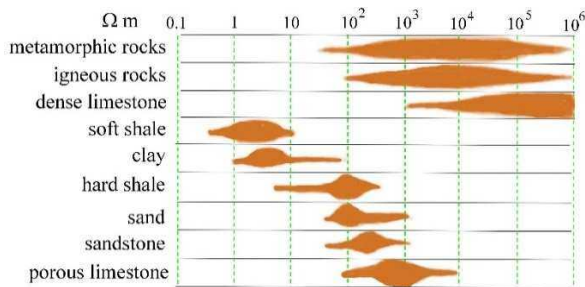 Ω m 0.1 1 10 10² 10³ 10⁴ 10⁵ 10⁶
metamorphic rocks
igneous rocks
dense limestone
soft shale
clay
hard shale
sand
sandstone
porous limestone